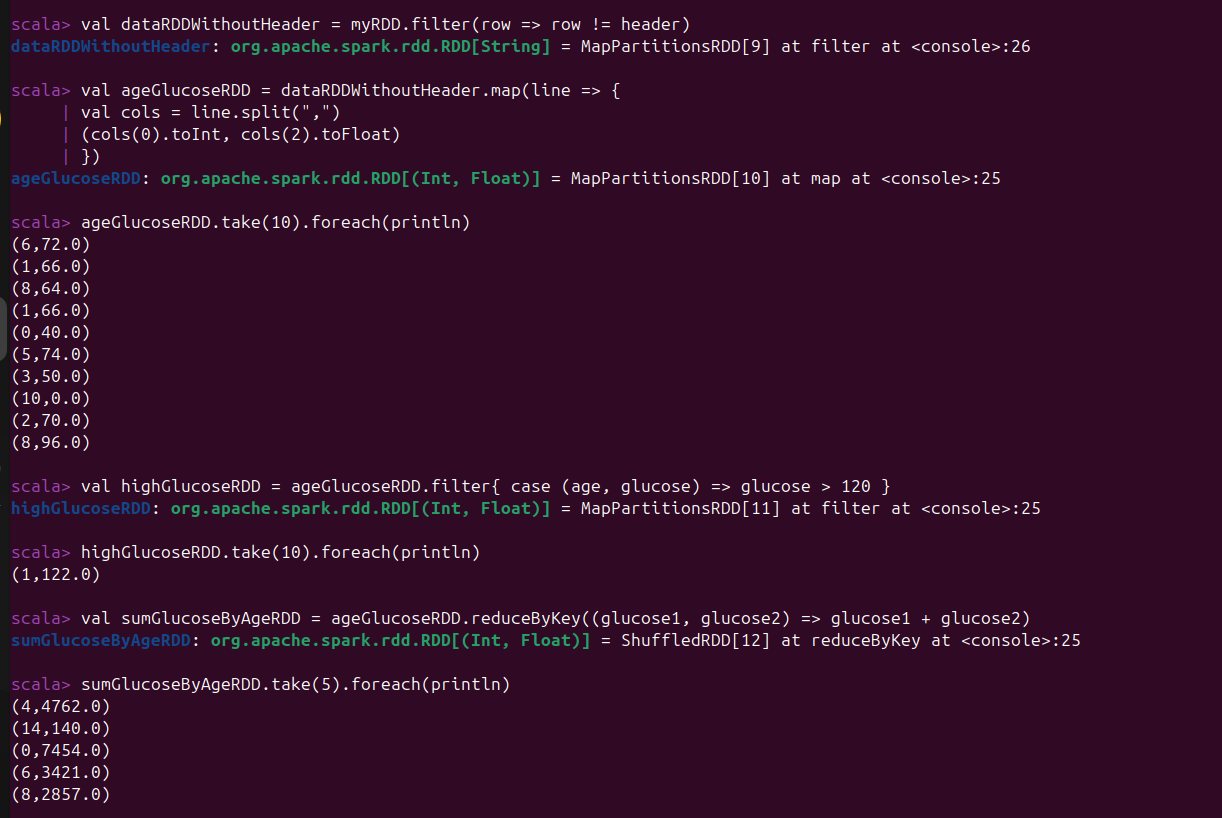 scala> val dataRDDWithoutHeader = myRDD.filter(row => row != header)
dataRDDWithoutHeader: org.apache.spark.rdd.RDD[String] = MapPartitionsRDD[9] at filter at <console>:26
scala> val ageGlucoseRDD = dataRDDWithoutHeader.map(line => {
| val cols = line.split(",")
| (cols(0).toInt, cols(2).toFloat)
| })
ageGlucoseRDD: org.apache.spark.rdd.RDD[(Int, Float)] = MapPartitionsRDD[10] at map at <console>:25
scala> ageGlucoseRDD.take(10).foreach(println)
(6,72.0)
(1,66.0)
(8,64.0)
(1,66.0)
(0,40.0)
(5,74.0)
(3,50.0)
(10,0.0)
(2,70.0)
(8,96.0)
scala> val highGlucoseRDD = ageGlucoseRDD.filter{ case (age, glucose) => glucose > 120 }
highGlucoseRDD: org.apache.spark.rdd.RDD[(Int, Float)] = MapPartitionsRDD[11] at filter at <console>:25
scala> highGlucoseRDD.take(10).foreach(println)
(1,122.0)
scala> val sumGlucoseByAgeRDD = ageGlucoseRDD.reduceByKey((glucose1, glucose2) => glucose1 + glucose2)
sumGlucoseByAgeRDD: org.apache.spark.rdd.RDD[(Int, Float)] = ShuffledRDD[12] at reduceByKey at <console>:25
scala> sumGlucoseByAgeRDD.take(5).foreach(println)
(4,4762.0)
(14,140.0)
(0,7454.0)
(6,3421.0)
(8,2857.0)